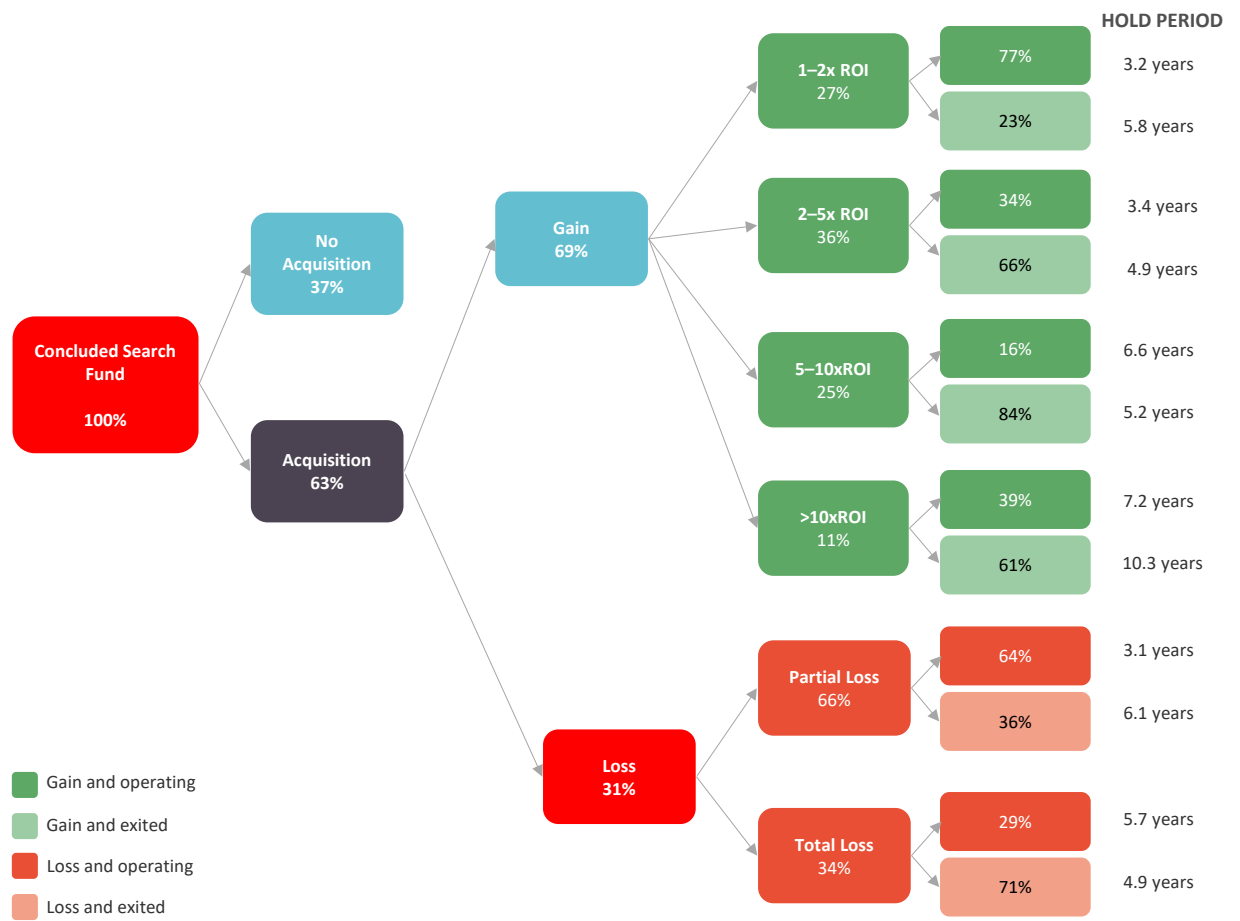 HOLD PERIOD
1–2x ROI
27%
77%
3.2 years
23%
5.8 years
2–5x ROI
36%
34%
3.4 years
66%
4.9 years
No
Acquisition
37%
Gain
69%
Concluded Search
Fund
100%
5–10xROI
25%
16%
6.6 years
84%
5.2 years
Acquisition
63%
>10xROI
11%
39%
7.2 years
61%
10.3 years
Partial Loss
66%
64%
3.1 years
36%
6.1 years
Loss
31%
Total Loss
34%
29%
5.7 years
71%
4.9 years
Gain and operating
Gain and exited
Loss and operating
Loss and exited